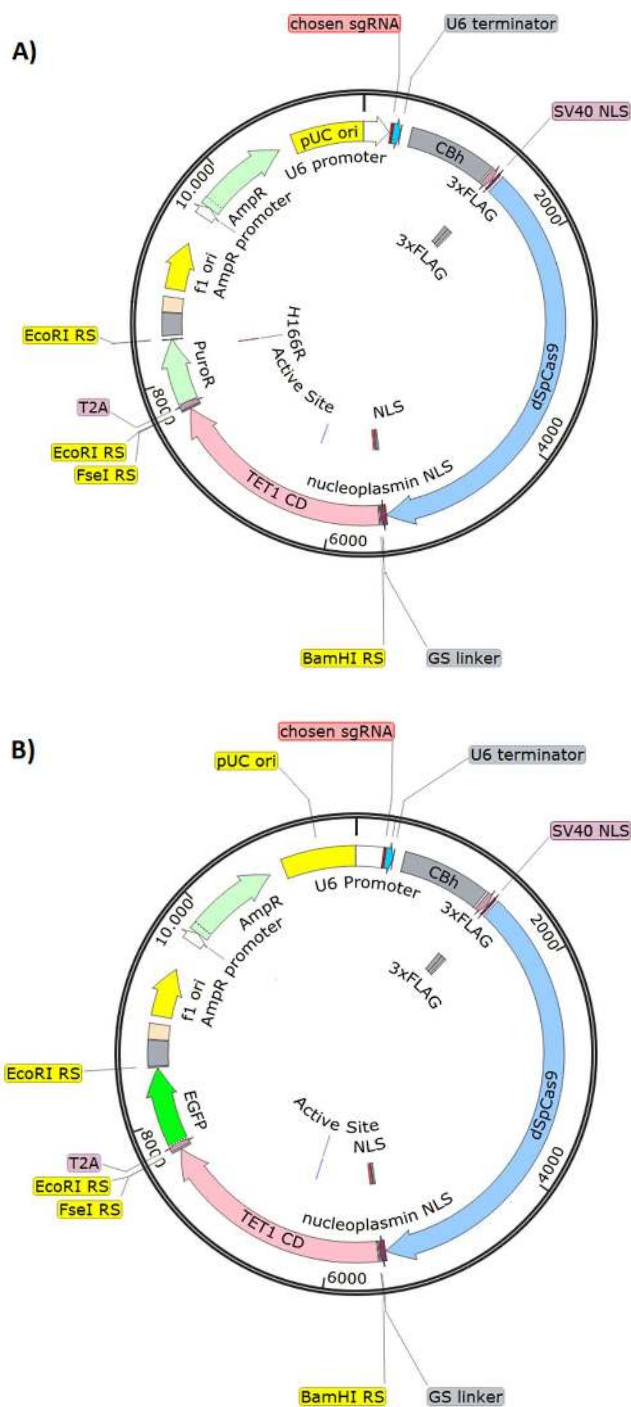 A)
chosen sgRNA
U6 terminator
SV40 NLS
pUC ori
U6 promoter
CBh
3xFLAG
3xFLAG
2000
10.000
AmpR
AmpR promoter
f1 ori
EcoRI RS
PuroR
H166R
Active Site
NLS
dSpCas9
T2A
8000
EcoRI RS
FseI RS
nucleoplasmin NLS
TET1 CD
4000
6000
BamHI RS
GS linker
B)
chosen sgRNA
pUC ori
U6 terminator
SV40 NLS
U6 Promoter
CBh
3xFLAG
3xFLAG
2000
10.000
AmpR
AmpR promoter
f1 ori
EcoRI RS
EGFP
Active Site
NLS
dSpCas9
T2A
8000
EcoRI RS
FseI RS
nucleoplasmin NLS
TET1 CD
4000
6000
BamHI RS
GS linker